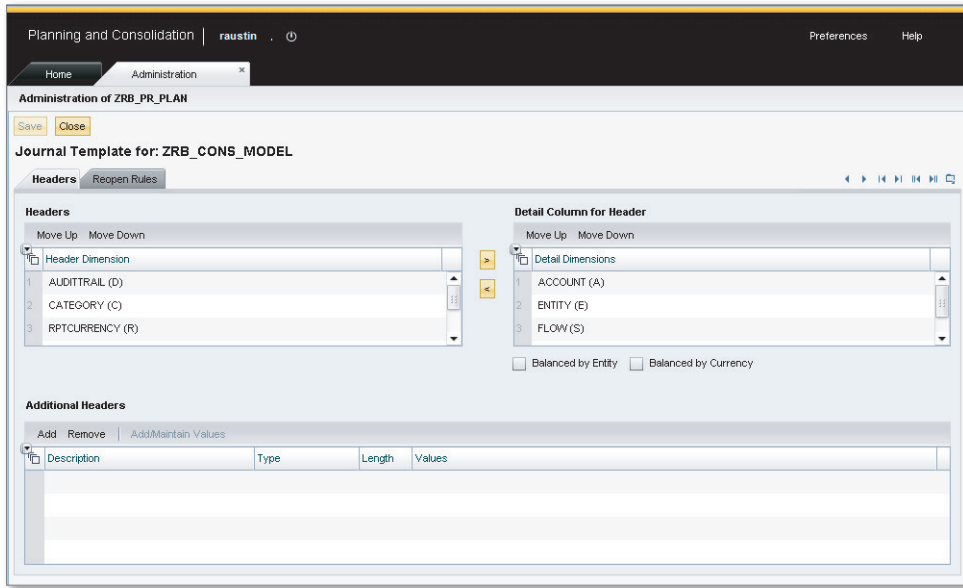 Planning and Consolidation | raustin , Preferences Help
Home Administration x
Administration of ZRB_PR_PLAN
Save Close
Journal Template for: ZRB_CONS_MODEL
Headers Reopen Rules
Headers Detail Column for Header
Move Up Move Down Move Up Move Down
Header Dimension > Detail Dimensions
1 AUDITTRAIL (D) < 1 ACCOUNT (A)
2 CATEGORY (C) 2 ENTITY (E)
3 RPTCURRENCY (R) 3 FLOW (S)
Balanced by Entity Balanced by Currency
Additional Headers
Add Remove | Add/Maintain Values
Description Type Length Values